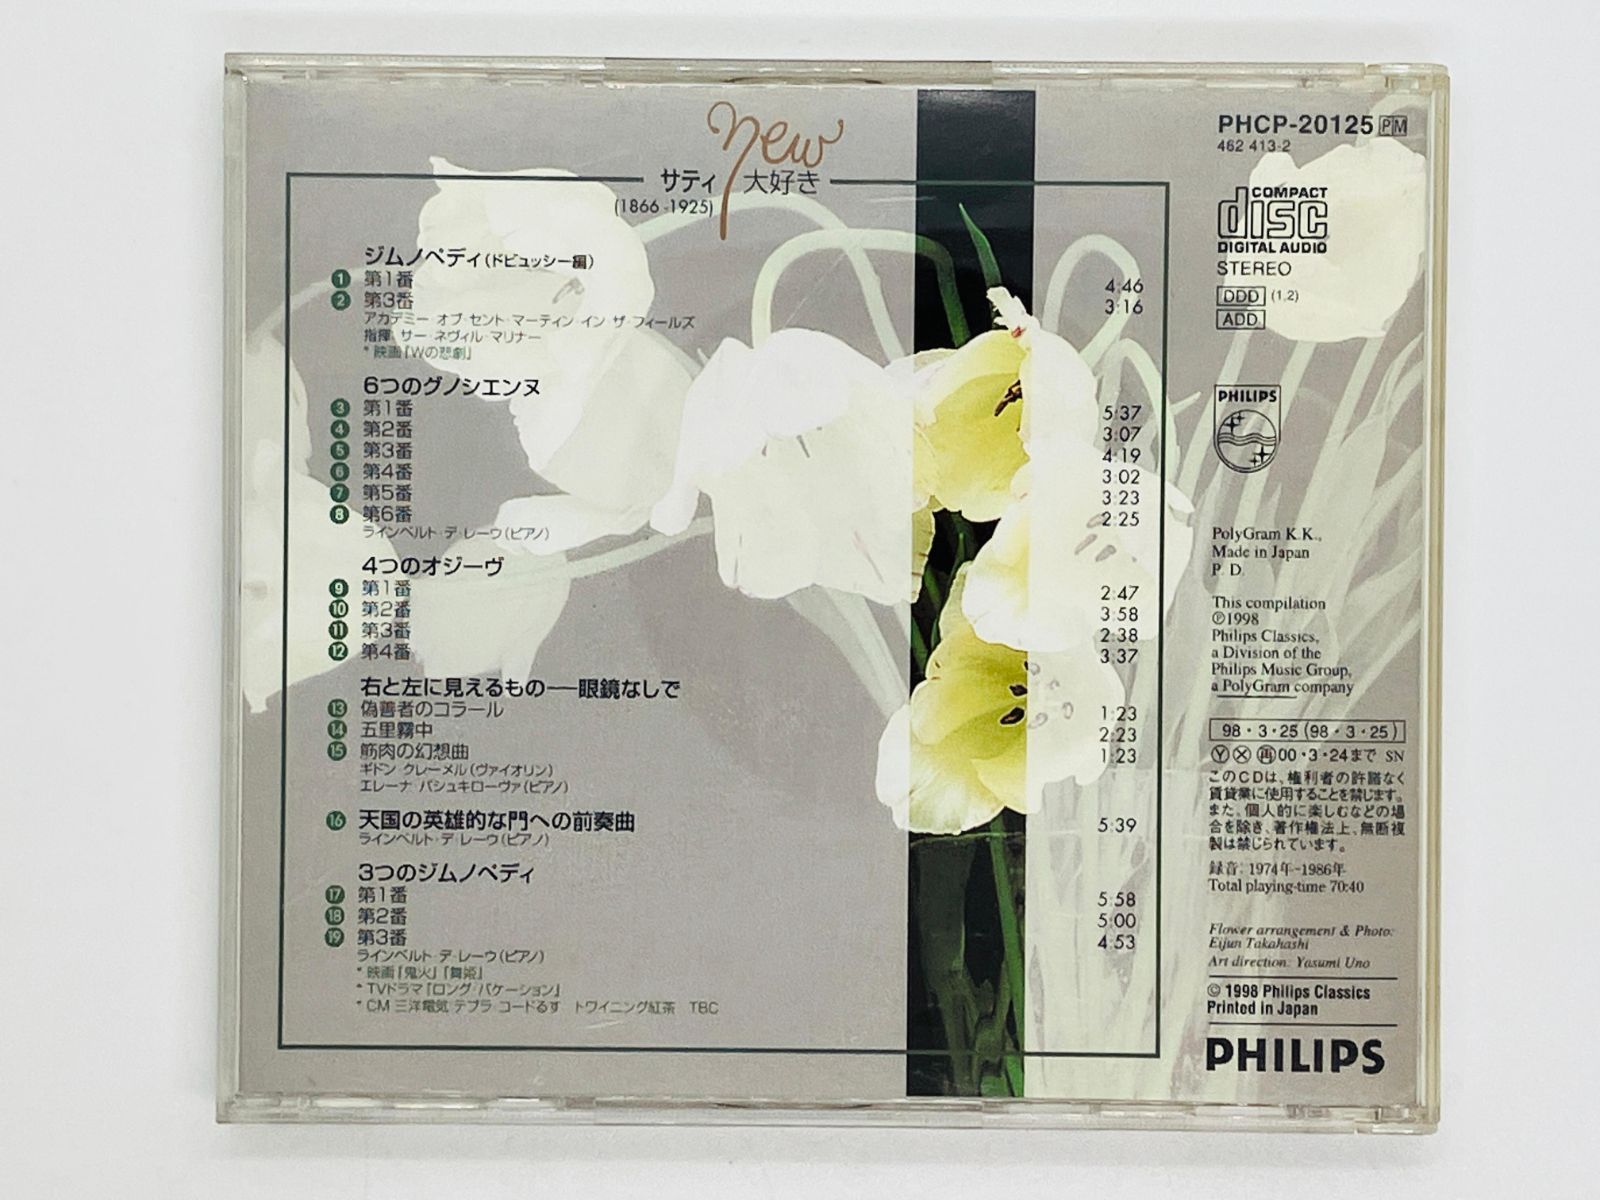 new
サティ 大好き
(1866-1925)
ジムノペディ(ドビュッシー編)
1 第1番 4:46
2 第3番 3:16
アカデミー・オブ・セント・マーティン・イン・ザ・フィールズ
指揮:サー・ネヴィル・マリナー
*映画「Wの悲劇」
6つのグノシエンヌ
3 第1番 5:37
4 第2番 3:07
5 第3番 4:19
6 第4番 3:02
7 第5番 3:23
8 第6番 2:25
ラインベルト・デ・レーウ(ピアノ)
4つのオジーヴ
9 第1番 2:47
10 第2番 3:58
11 第3番 2:38
12 第4番 3:37
右と左に見えるもの──眼鏡なしで
13 偽善者のコラール 1:23
14 五里霧中 2:23
15 筋肉の幻想曲 1:23
ギドン・クレーメル(ヴァイオリン)
エレーナ・バシュキローヴァ(ピアノ)
16 天国の英雄的な門への前奏曲 5:39
ラインベルト・デ・レーウ(ピアノ)
3つのジムノペディ
17 第1番 5:58
18 第2番 5:00
19 第3番 4:53
ラインベルト・デ・レーウ(ピアノ)
*映画「鬼火」「舞姫」
*TVドラマ「ロング・バケーション」
*CM 三洋電気:テブラ・コードるす トワイニング紅茶 TBC
PHCP-20125 PM
462 413-2
COMPACT
disc
DIGITAL AUDIO
STEREO
DDD (1,2)
ADD
PHILIPS
PolyGram K.K.,
Made in Japan
P. D.
This compilation
℗1998
Philips Classics,
a Division of the
Philips Music Group,
a PolyGram company
98・3・25 (98・3・25)
Ⓨ Ⓧ 再 00・3・24まで SN
このCDは、権利者の許諾なく
賃貸業に使用することを禁じます。
また、個人的に楽しむなどの場
合を除き、著作権法上、無断複
製は禁じられています。
録音:1974年-1986年
Total playing-time 70:40
Flower arrangement & Photo:
Eijun Takahashi
Art direction: Yasumi Uno
© 1998 Philips Classics
Printed in Japan
PHILIPS